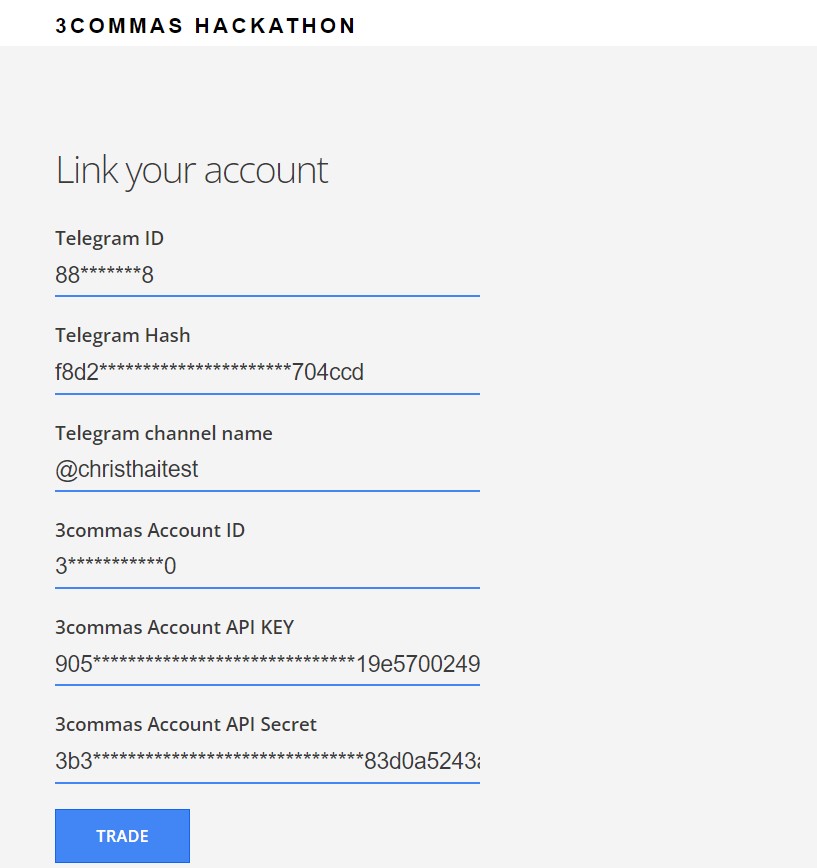 3COMMAS HACKATHON
Link your account
Telegram ID
88*******8
Telegram Hash
f8d2**********************704ccd
Telegram channel name
@christhaitest
3commas Account ID
3***********0
3commas Account API KEY
905******************************19e5700249
3commas Account API Secret
3b3*******************************83d0a5243
TRADE